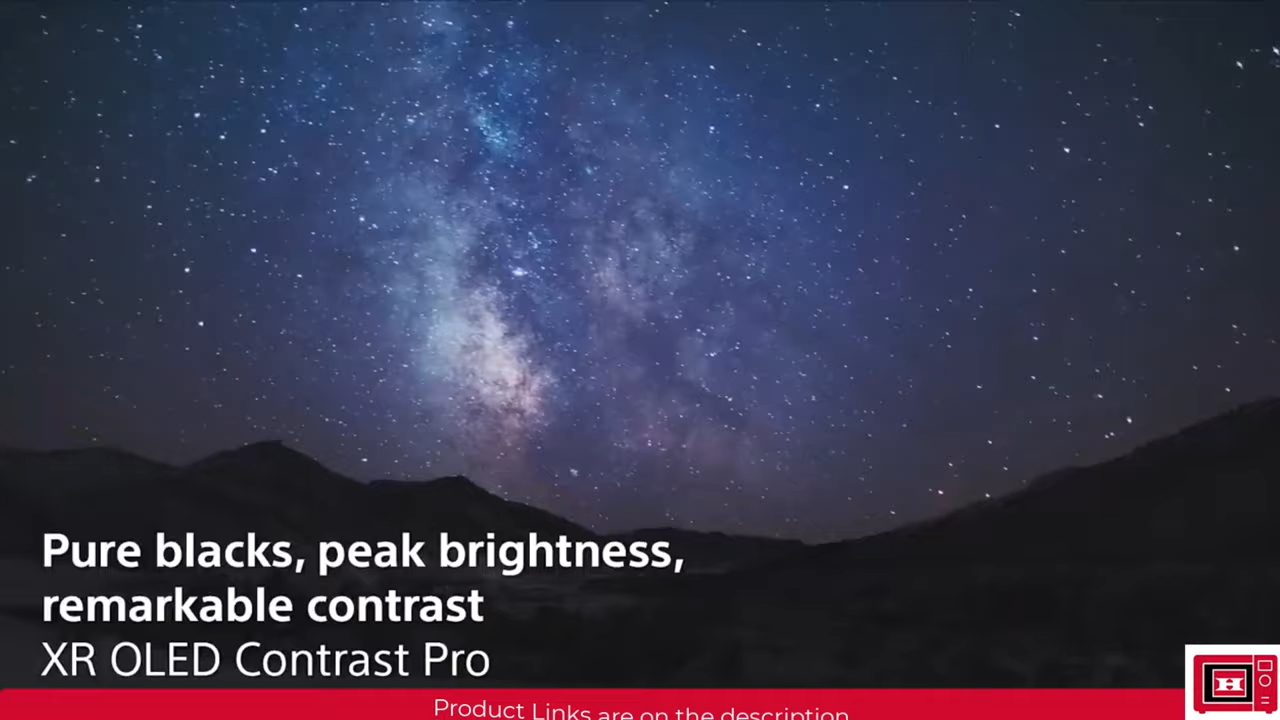 Pure blacks, peak brightness,
remarkable contrast
XR OLED Contrast Pro
Product Links are on the description
H